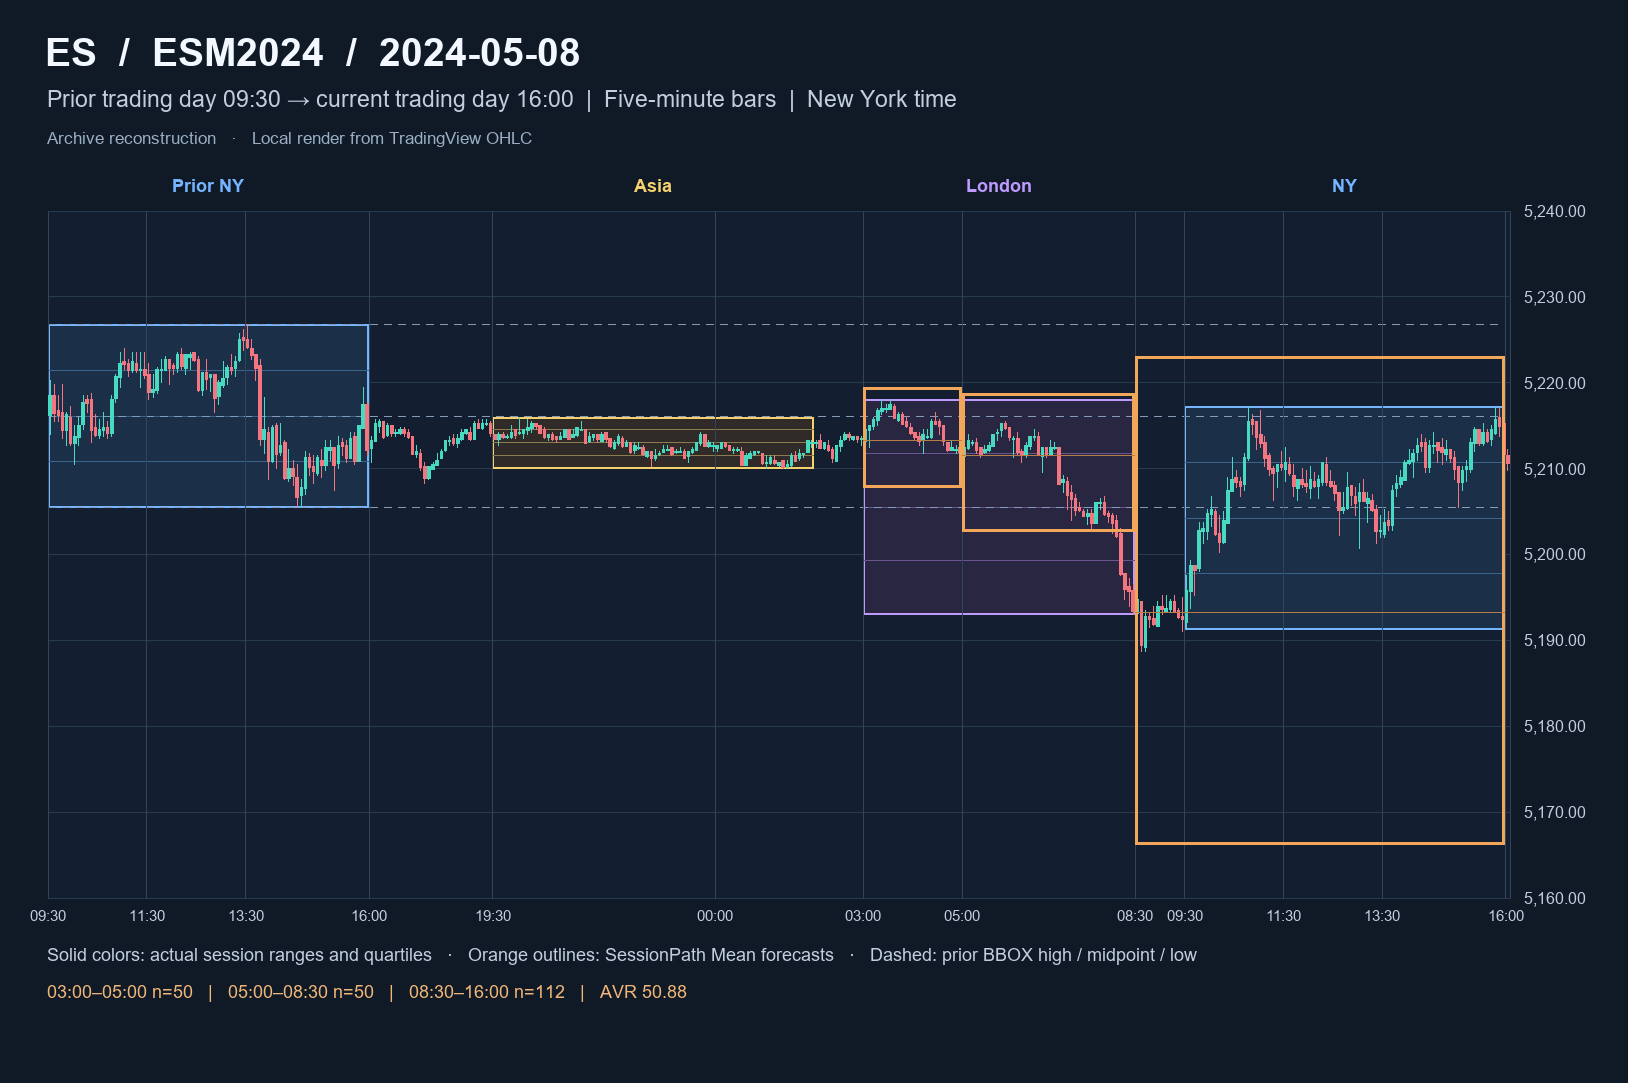 ES / ESM2024 / 2024-05-08
Prior trading day 09:30 → current trading day 16:00 | Five-minute bars | New York time
Archive reconstruction · Local render from TradingView OHLC
Prior NY Asia London NY
5,240.00
5,230.00
5,220.00
5,210.00
5,200.00
5,190.00
5,180.00
5,170.00
5,160.00
09:30 11:30 13:30 16:00 19:30 00:00 03:00 05:00 08:30 09:30 11:30 13:30 16:00
Solid colors: actual session ranges and quartiles · Orange outlines: SessionPath Mean forecasts · Dashed: prior BBOX high / midpoint / low
03:00–05:00 n=50 | 05:00–08:30 n=50 | 08:30–16:00 n=112 | AVR 50.88